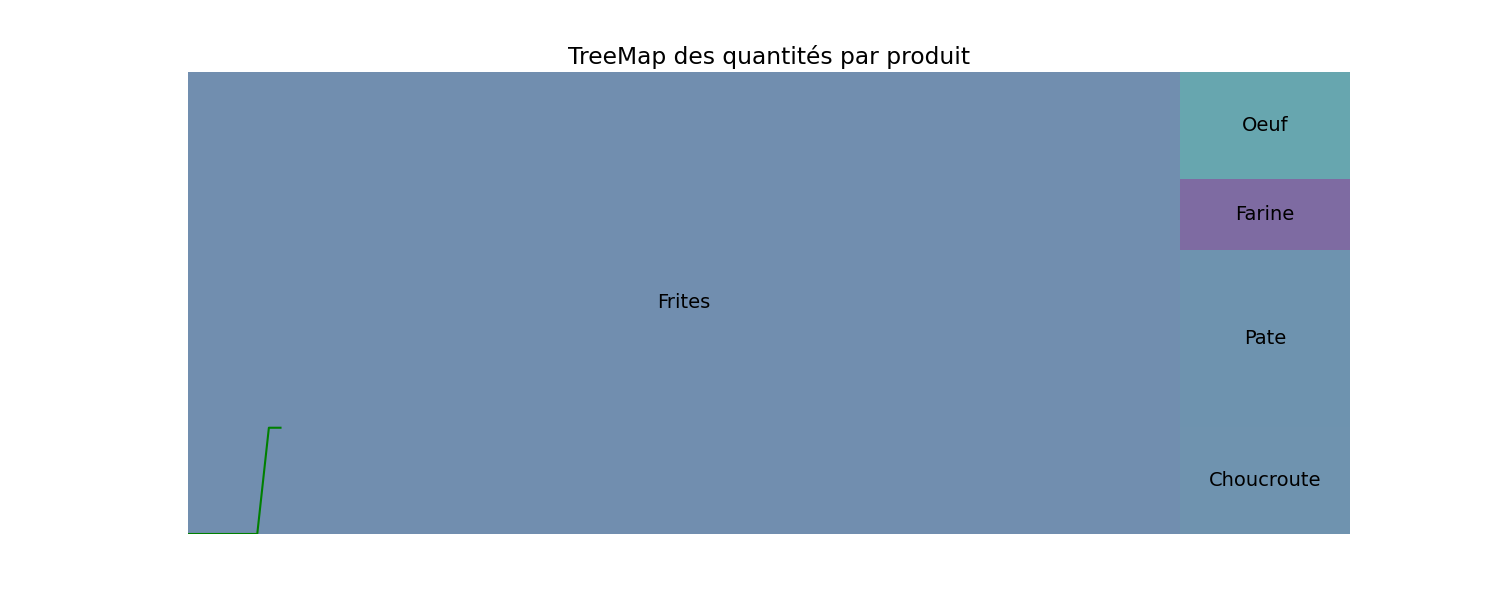 TreeMap des quantités par produit
Oeuf
Farine
Frites
Pate
Choucroute